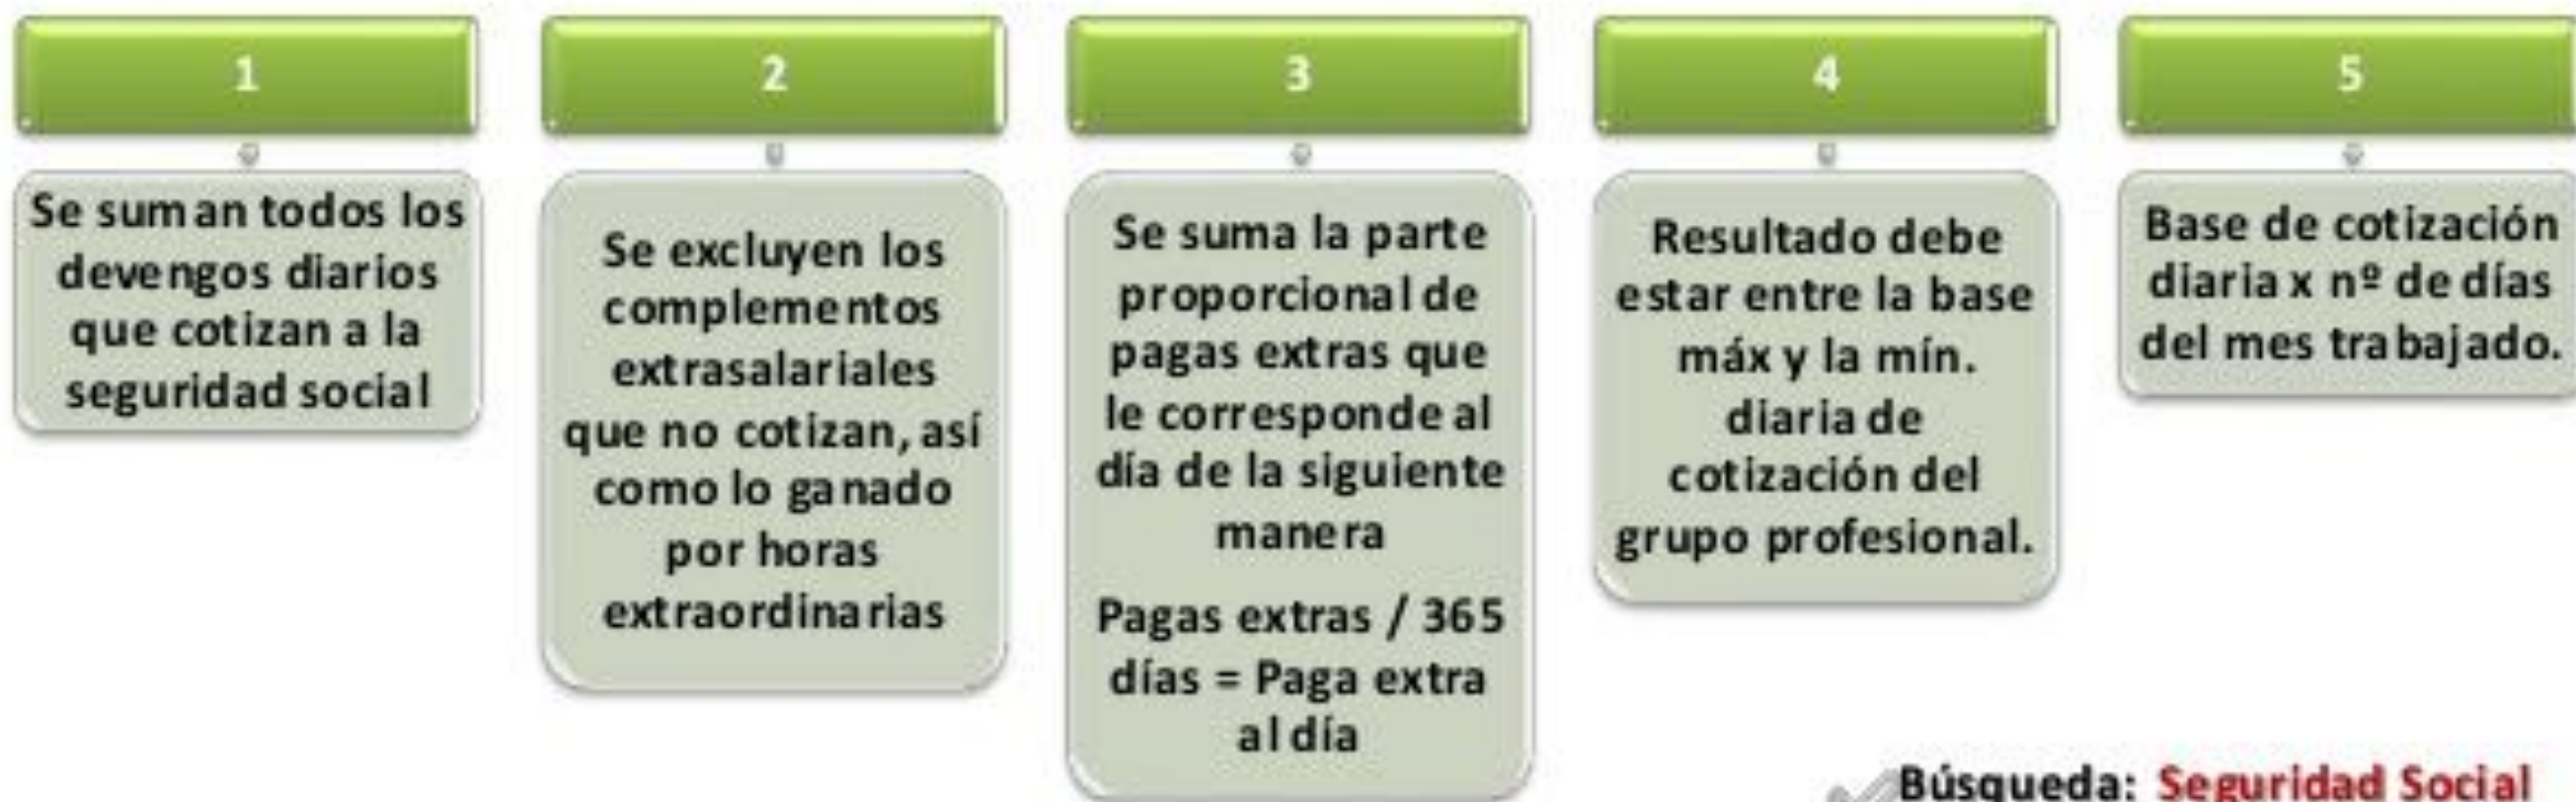 1
Se suman todos los
devengos diarios
que cotizan a la
seguridad social
2
Se excluyen los
complementos
extrasalariales
que no cotizan, así
como lo ganado
por horas
extraordinarias
3
Se suma la parte
proporcional de
pagas extras que
le corresponde al
día de la siguiente
manera
Pagas extras / 365
días = Paga extra
al día
4
Resultado debe
estar entre la base
máx y la mín.
diaria de
cotización del
grupo profesional.
5
Base de cotización
diaria x nº de días
del mes trabajado.
Búsqueda: Seguridad Social